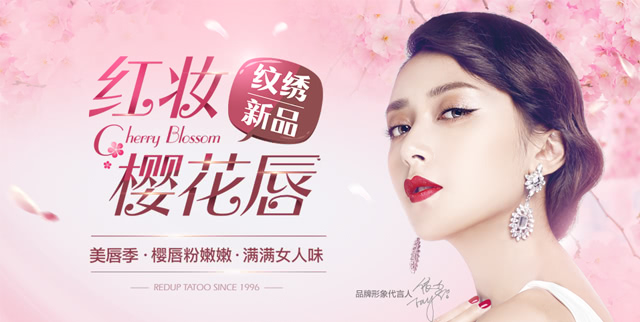 红妆
纹绣
新品
Cherry Blossom
樱花唇
美唇季·樱唇粉嫩嫩·满满女人味
REDUP TATOO SINCE 1996
品牌形象代言人